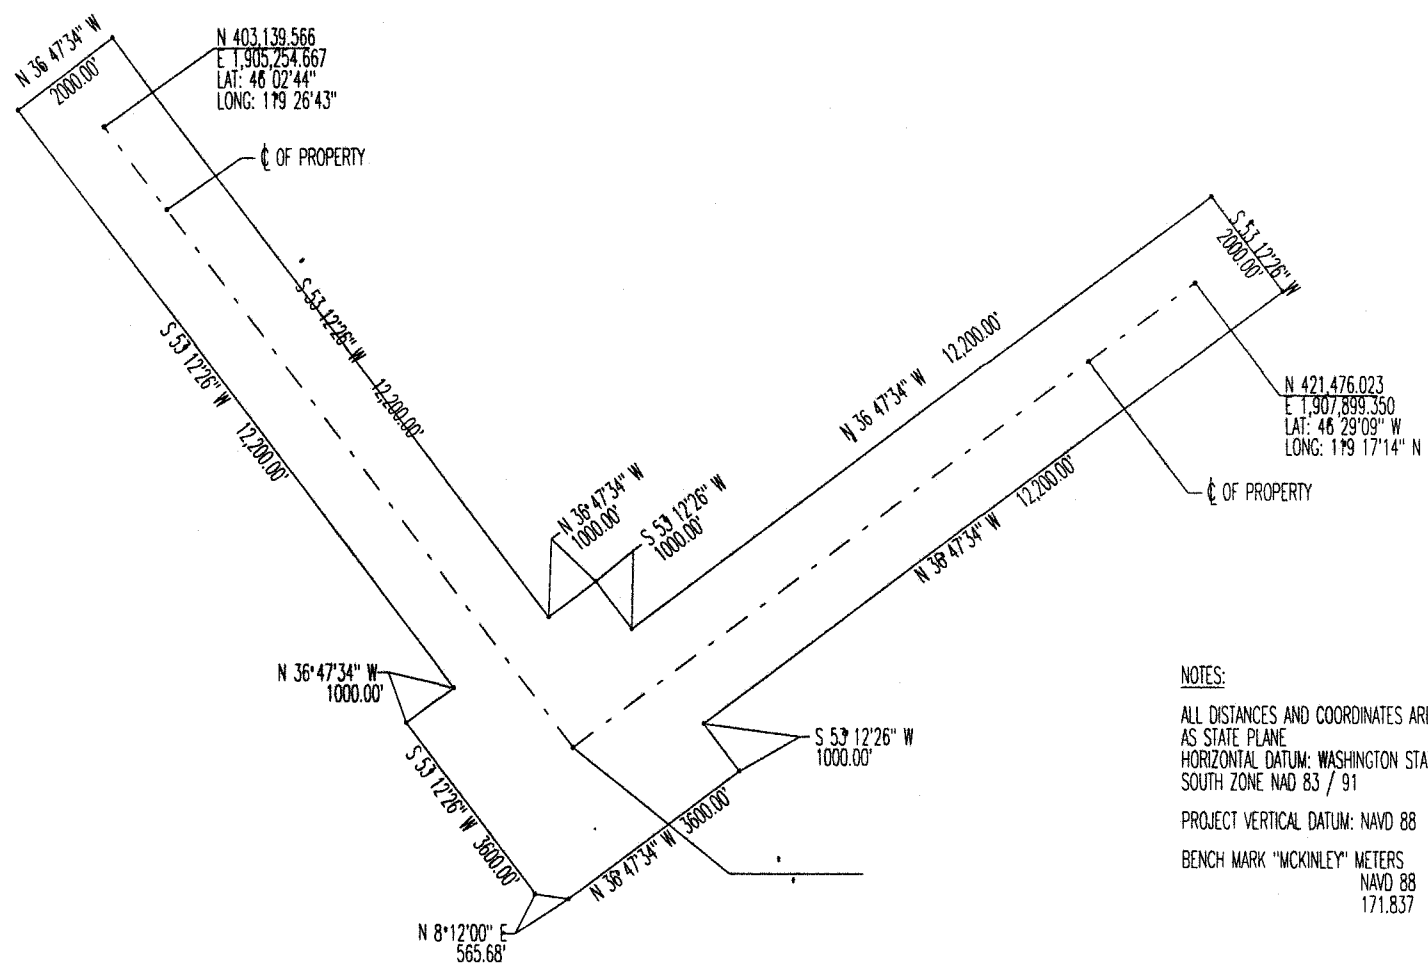 N 36 47'34" W
2000.00'
N 403,139.566
E 1,905,254.667
LAT: 46 02'44"
LONG: 119 26'43"
℄ OF PROPERTY
S 53 12'26" W
2000.00'
S 53 12'26" W 12,200.00'
S 53 12'26" W 12,200.00'
N 36 47'34" W 12,200.00'
N 421,476.023
E 1,907,899.350
LAT: 46 29'09" W
LONG: 119 17'14" N
℄ OF PROPERTY
N 36°47'34" W
1000.00'
S 53 12'26" W
1000.00'
N 36 47'34" W 12,200.00'
N 36°47'34" W
1000.00'
S 53 12'26" W
1000.00'
S 53 12'26" W 3600.00'
N 36 47'34" W 3600.00'
N 8°12'00" E
565.68'
NOTES:
ALL DISTANCES AND COORDINATES ARE
AS STATE PLANE
HORIZONTAL DATUM: WASHINGTON STA
SOUTH ZONE NAD 83 / 91
PROJECT VERTICAL DATUM: NAVD 88
BENCH MARK "MCKINLEY" METERS
NAVD 88
171.837